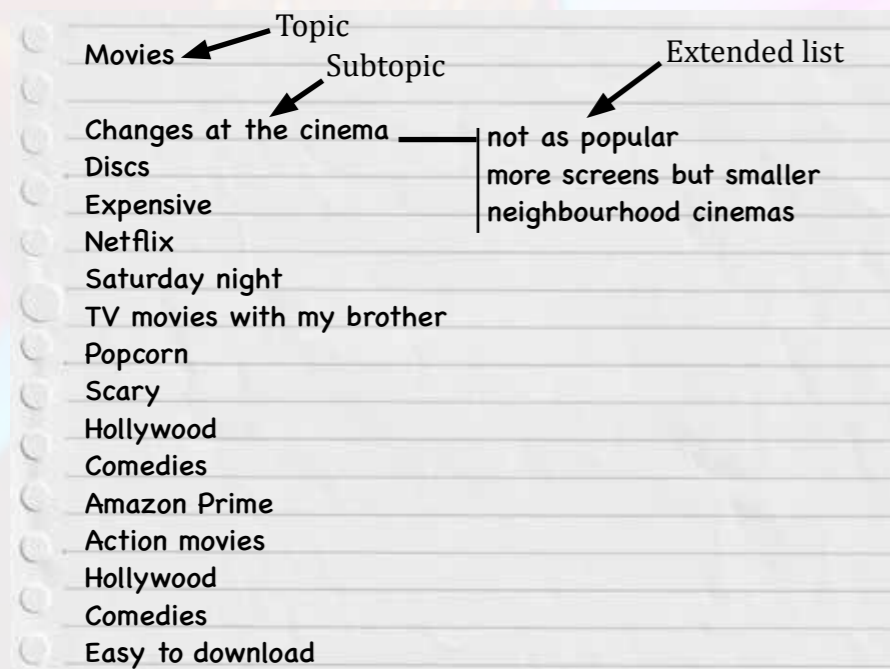 Topic
Movies
Subtopic
Extended list
Changes at the cinema
not as popular
Discs
more screens but smaller
Expensive
neighbourhood cinemas
Netflix
Saturday night
TV movies with my brother
Popcorn
Scary
Hollywood
Comedies
Amazon Prime
Action movies
Hollywood
Comedies
Easy to download